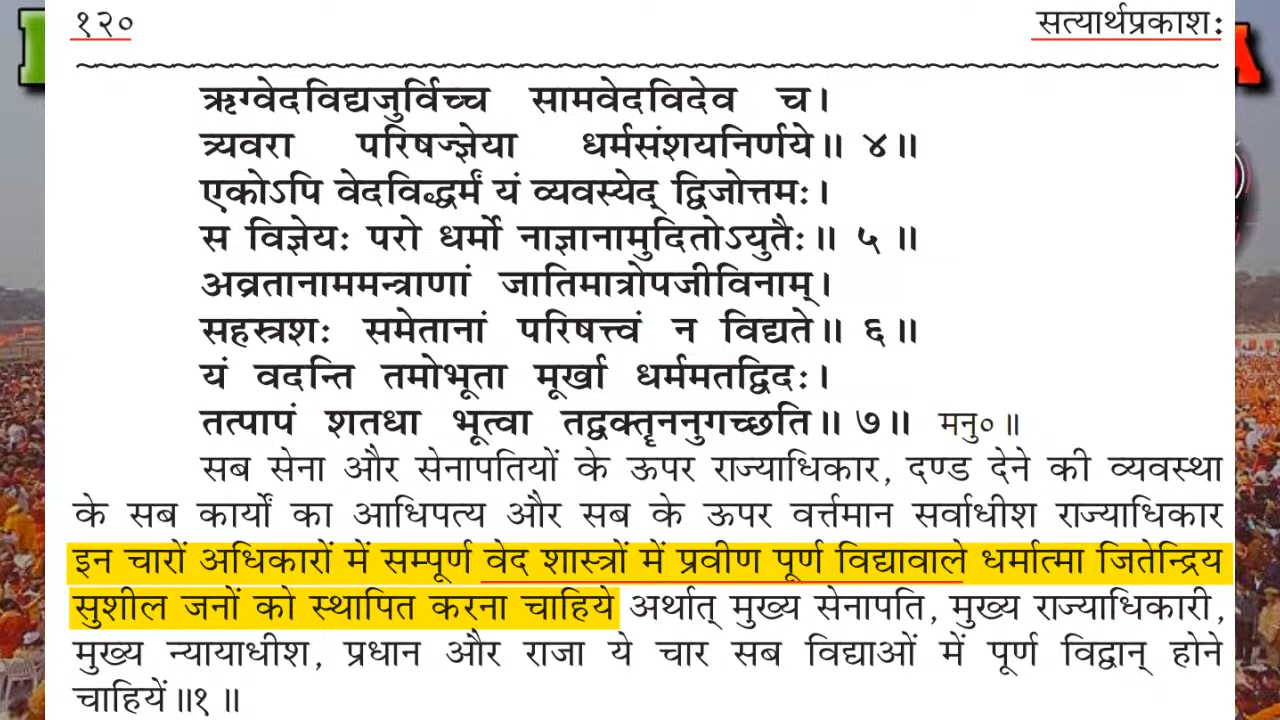 १२० सत्यार्थप्रकाशः
ऋग्वेदविद्यजुर्विच्च सामवेदविदेव च।
त्र्यवरा परिषज्ज्ञेया धर्मसंशयनिर्णये॥ ४॥
एकोऽपि वेदविद्धर्मं यं व्यवस्येद् द्विजोत्तमः।
स विज्ञेयः परो धर्मो नाज्ञानामुदितोऽयुतैः॥ ५ ॥
अव्रतानाममन्त्राणां जातिमात्रोपजीविनाम्।
सहस्त्रशः समेतानां परिषत्त्वं न विद्यते॥ ६॥
यं वदन्ति तमोभूता मूर्खा धर्ममतद्विदः।
तत्पापं शतधा भूत्वा तद्वक्तॄननुगच्छति॥ ७॥ मनु०॥
सब सेना और सेनापतियों के ऊपर राज्याधिकार, दण्ड देने की व्यवस्था
के सब कार्यों का आधिपत्य और सब के ऊपर वर्त्तमान सर्वाधीश राज्याधिकार
इन चारों अधिकारों में सम्पूर्ण वेद शास्त्रों में प्रवीण पूर्ण विद्यावाले धर्मात्मा जितेन्द्रिय
सुशील जनों को स्थापित करना चाहिये अर्थात् मुख्य सेनापति, मुख्य राज्याधिकारी,
मुख्य न्यायाधीश, प्रधान और राजा ये चार सब विद्याओं में पूर्ण विद्वान् होने
चाहियें॥१॥